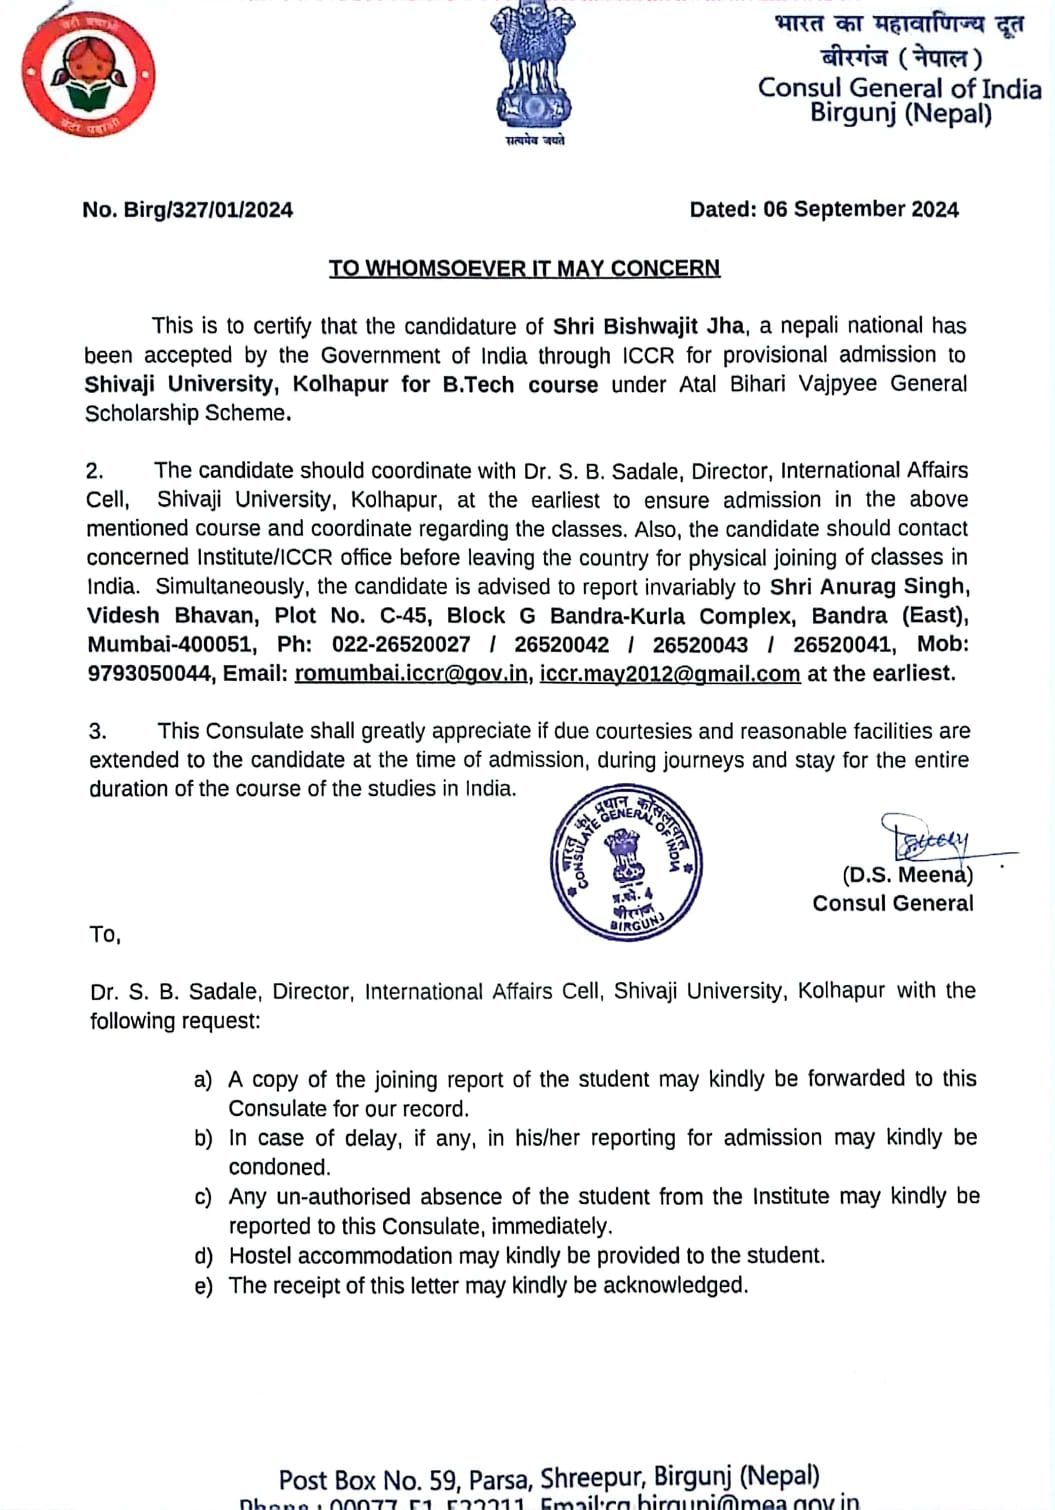 बेटी बचाओ
बेटी पढ़ाओ
सत्यमेव जयते
भारत का महावाणिज्य दूत
बीरगंज ( नेपाल )
Consul General of India
Birgunj (Nepal)
No. Birg/327/01/2024 Dated: 06 September 2024
TO WHOMSOEVER IT MAY CONCERN
This is to certify that the candidature of Shri Bishwajit Jha, a nepali national has
been accepted by the Government of India through ICCR for provisional admission to
Shivaji University, Kolhapur for B.Tech course under Atal Bihari Vajpyee General
Scholarship Scheme.
2. The candidate should coordinate with Dr. S. B. Sadale, Director, International Affairs
Cell, Shivaji University, Kolhapur, at the earliest to ensure admission in the above
mentioned course and coordinate regarding the classes. Also, the candidate should contact
concerned Institute/ICCR office before leaving the country for physical joining of classes in
India. Simultaneously, the candidate is advised to report invariably to Shri Anurag Singh,
Videsh Bhavan, Plot No. C-45, Block G Bandra-Kurla Complex, Bandra (East),
Mumbai-400051, Ph: 022-26520027 / 26520042 / 26520043 / 26520041, Mob:
9793050044, Email: romumbai.iccr@gov.in, iccr.may2012@gmail.com at the earliest.
3. This Consulate shall greatly appreciate if due courtesies and reasonable facilities are
extended to the candidate at the time of admission, during journeys and stay for the entire
duration of the course of the studies in India.
भारत का प्रधान कोंसलावास
CONSULATE GENERAL OF INDIA
प्र.को. 4
बीरगंज
BIRGUNJ
(D.S. Meena)
Consul General
To,
Dr. S. B. Sadale, Director, International Affairs Cell, Shivaji University, Kolhapur with the
following request:
a) A copy of the joining report of the student may kindly be forwarded to this
Consulate for our record.
b) In case of delay, if any, in his/her reporting for admission may kindly be
condoned.
c) Any un-authorised absence of the student from the Institute may kindly be
reported to this Consulate, immediately.
d) Hostel accommodation may kindly be provided to the student.
e) The receipt of this letter may kindly be acknowledged.
Post Box No. 59, Parsa, Shreepur, Birgunj (Nepal)
Phone : 00977 51 Email:cg.birgunj@mea.gov.in